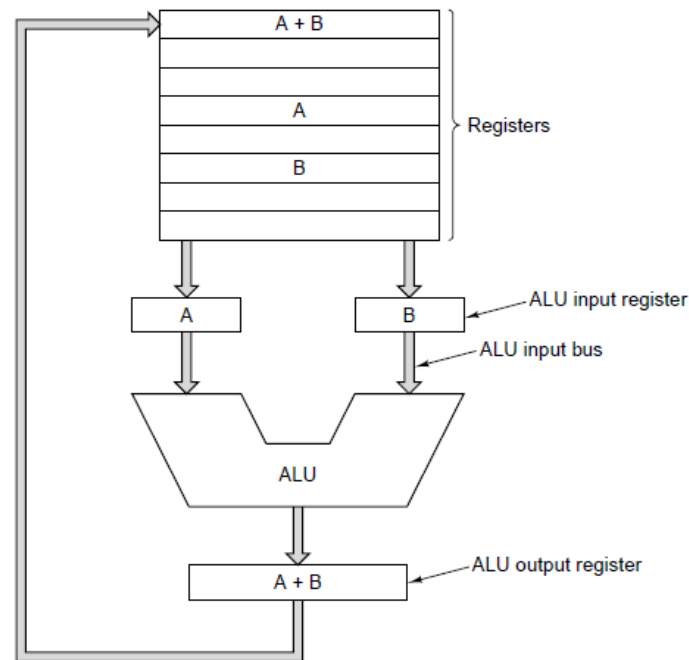 A + B
A
Registers
B
A
B
ALU input register
ALU input bus
ALU
ALU output register
A + B